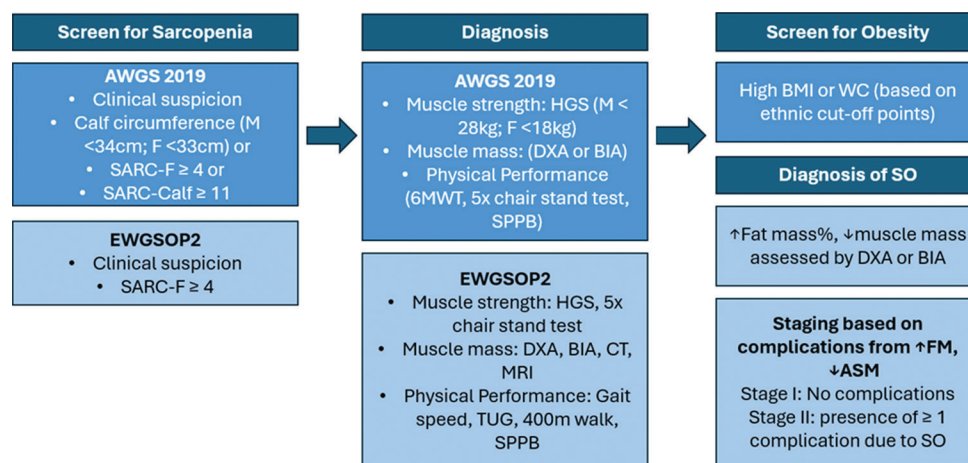 Screen for Sarcopenia
AWGS 2019
• Clinical suspicion
• Calf circumference (M
<34cm; F <33cm) or
• SARC-F ≥ 4 or
• SARC-Calf ≥ 11
EWGSOP2
• Clinical suspicion
• SARC-F ≥ 4
Diagnosis
AWGS 2019
• Muscle strength: HGS (M <
28kg; F <18kg)
• Muscle mass: (DXA or BIA)
• Physical Performance
(6MWT, 5x chair stand test,
SPPB)
EWGSOP2
• Muscle strength: HGS, 5x
chair stand test
• Muscle mass: DXA, BIA, CT,
MRI
• Physical Performance: Gait
speed, TUG, 400m walk,
SPPB
Screen for Obesity
High BMI or WC (based on
ethnic cut-off points)
Diagnosis of SO
↑Fat mass%, ↓muscle mass
assessed by DXA or BIA
Staging based on
complications from ↑FM,
↓ASM
Stage I: No complications
Stage II: presence of ≥ 1
complication due to SO